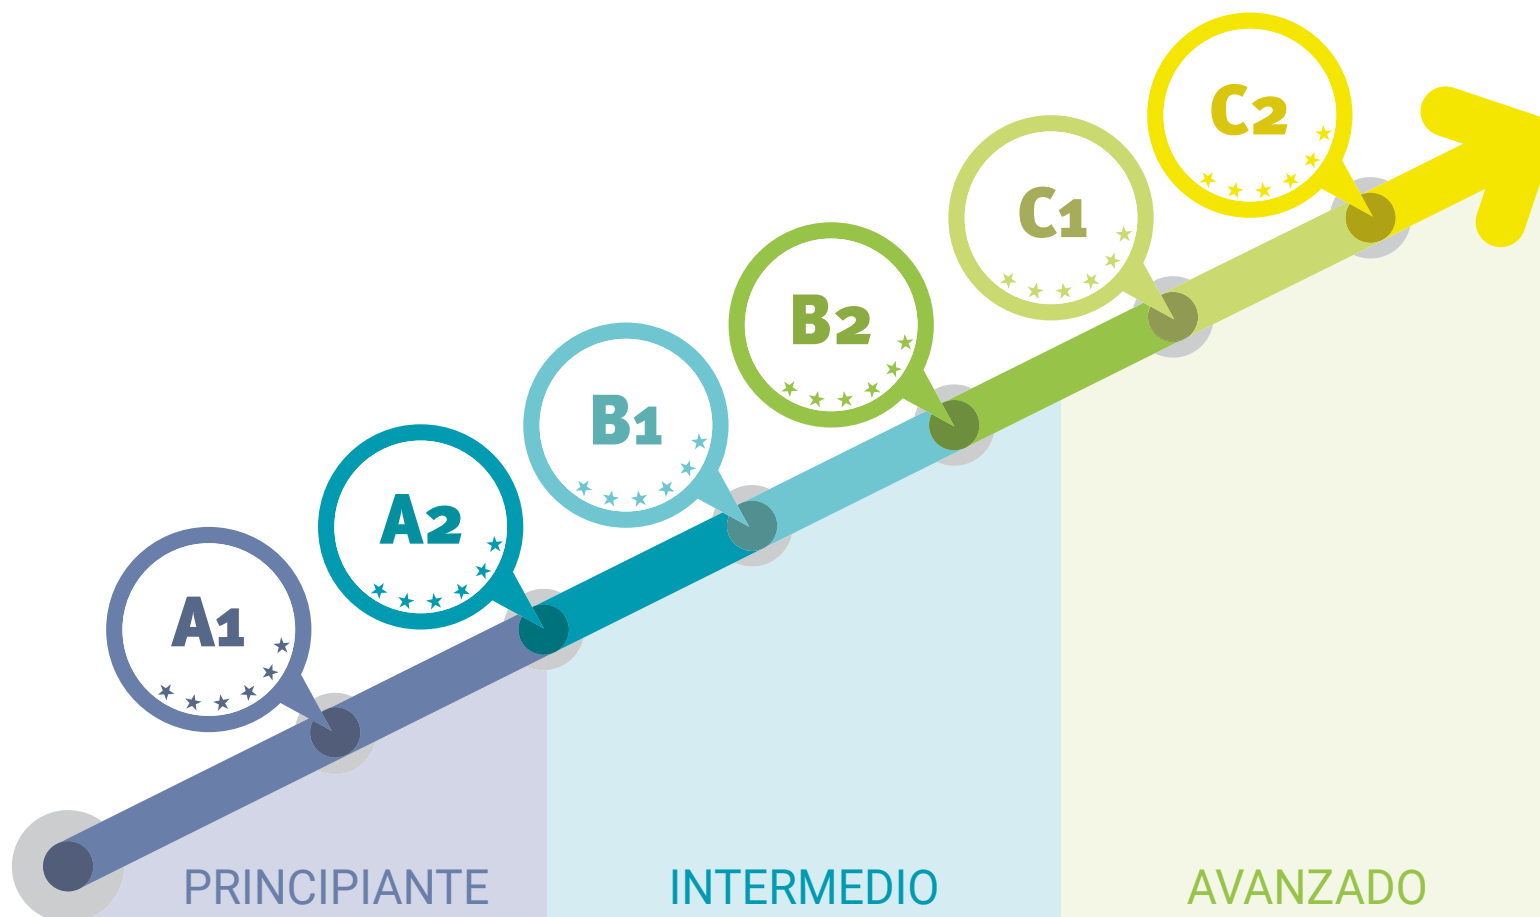 A1
A2
B1
B2
C1
C2
PRINCIPIANTE
INTERMEDIO
AVANZADO